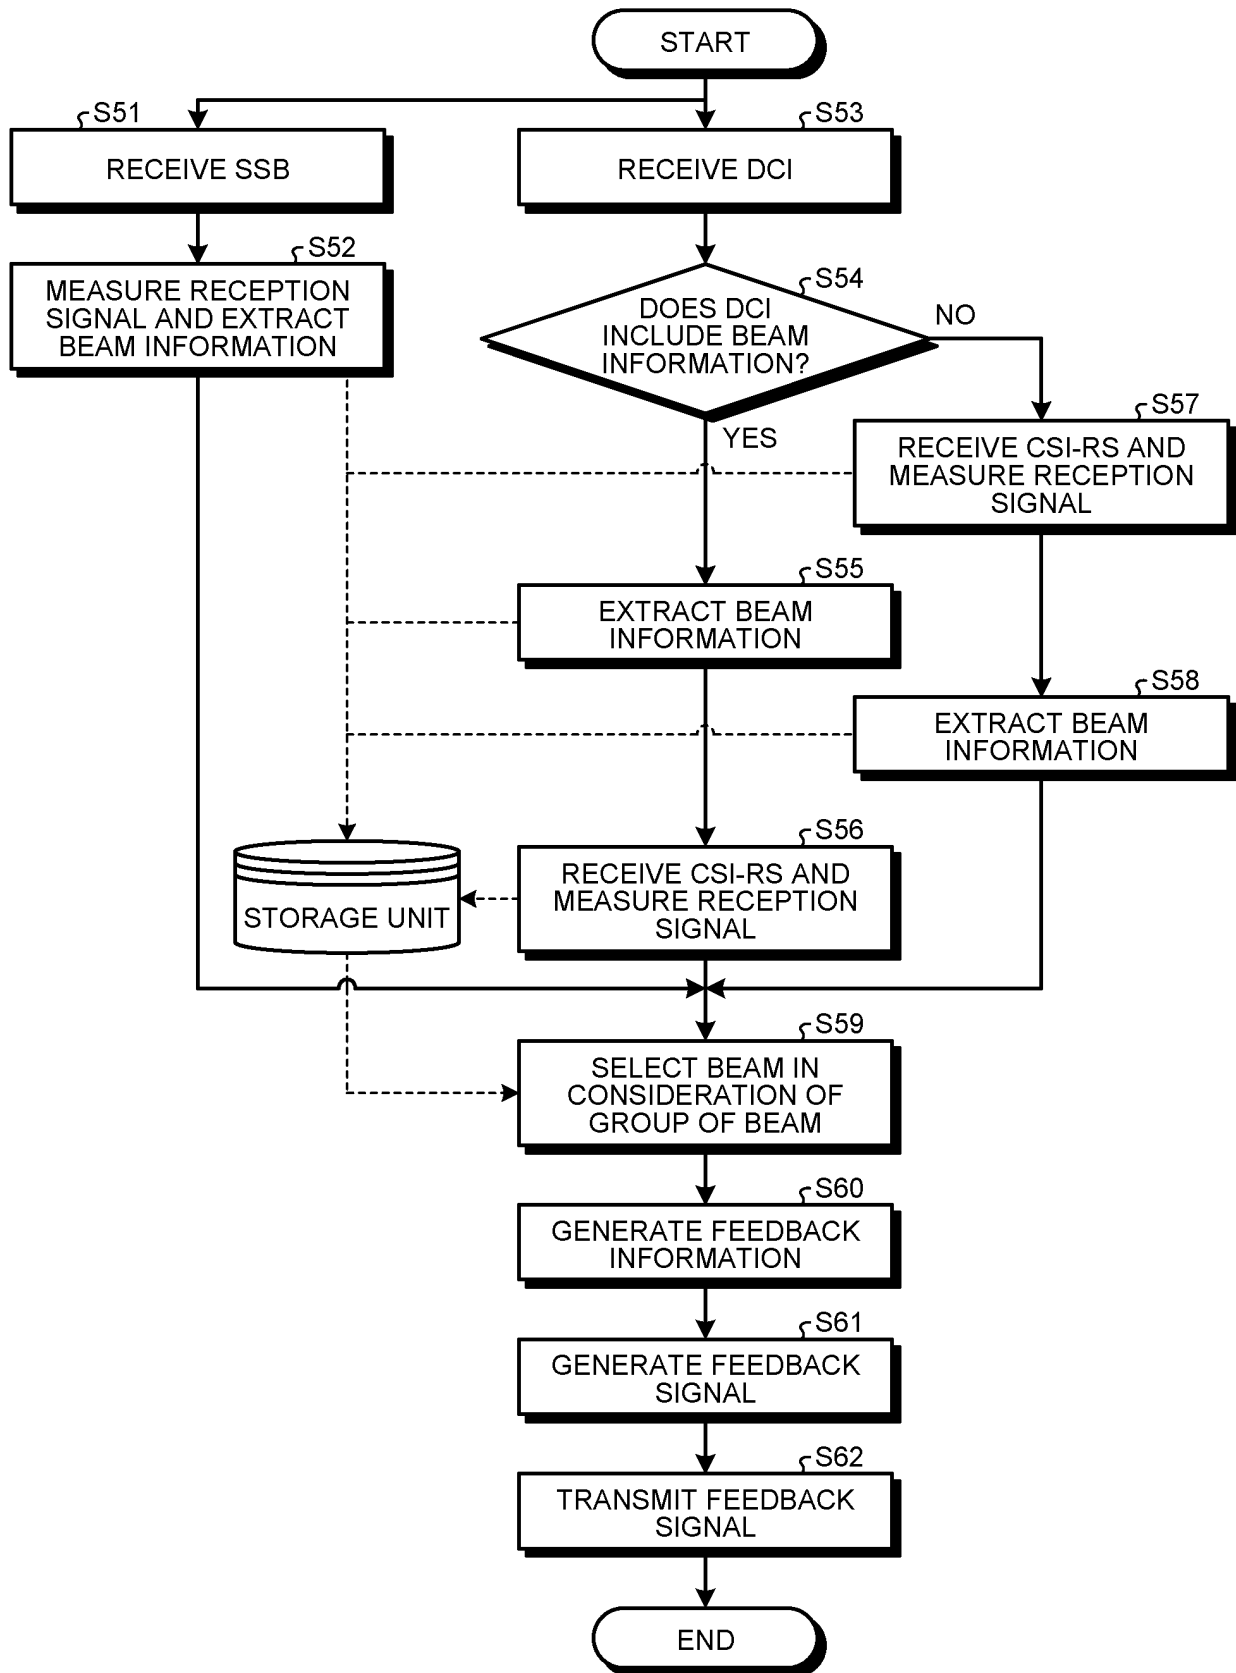 START
S51
RECEIVE SSB
S53
RECEIVE DCI
S52
MEASURE RECEPTION
SIGNAL AND EXTRACT
BEAM INFORMATION
S54
DOES DCI
INCLUDE BEAM
INFORMATION?
NO
YES
S57
RECEIVE CSI-RS AND
MEASURE RECEPTION
SIGNAL
S55
EXTRACT BEAM
INFORMATION
S58
EXTRACT BEAM
INFORMATION
S56
RECEIVE CSI-RS AND
MEASURE RECEPTION
SIGNAL
STORAGE UNIT
S59
SELECT BEAM IN
CONSIDERATION OF
GROUP OF BEAM
S60
GENERATE FEEDBACK
INFORMATION
S61
GENERATE FEEDBACK
SIGNAL
S62
TRANSMIT FEEDBACK
SIGNAL
END